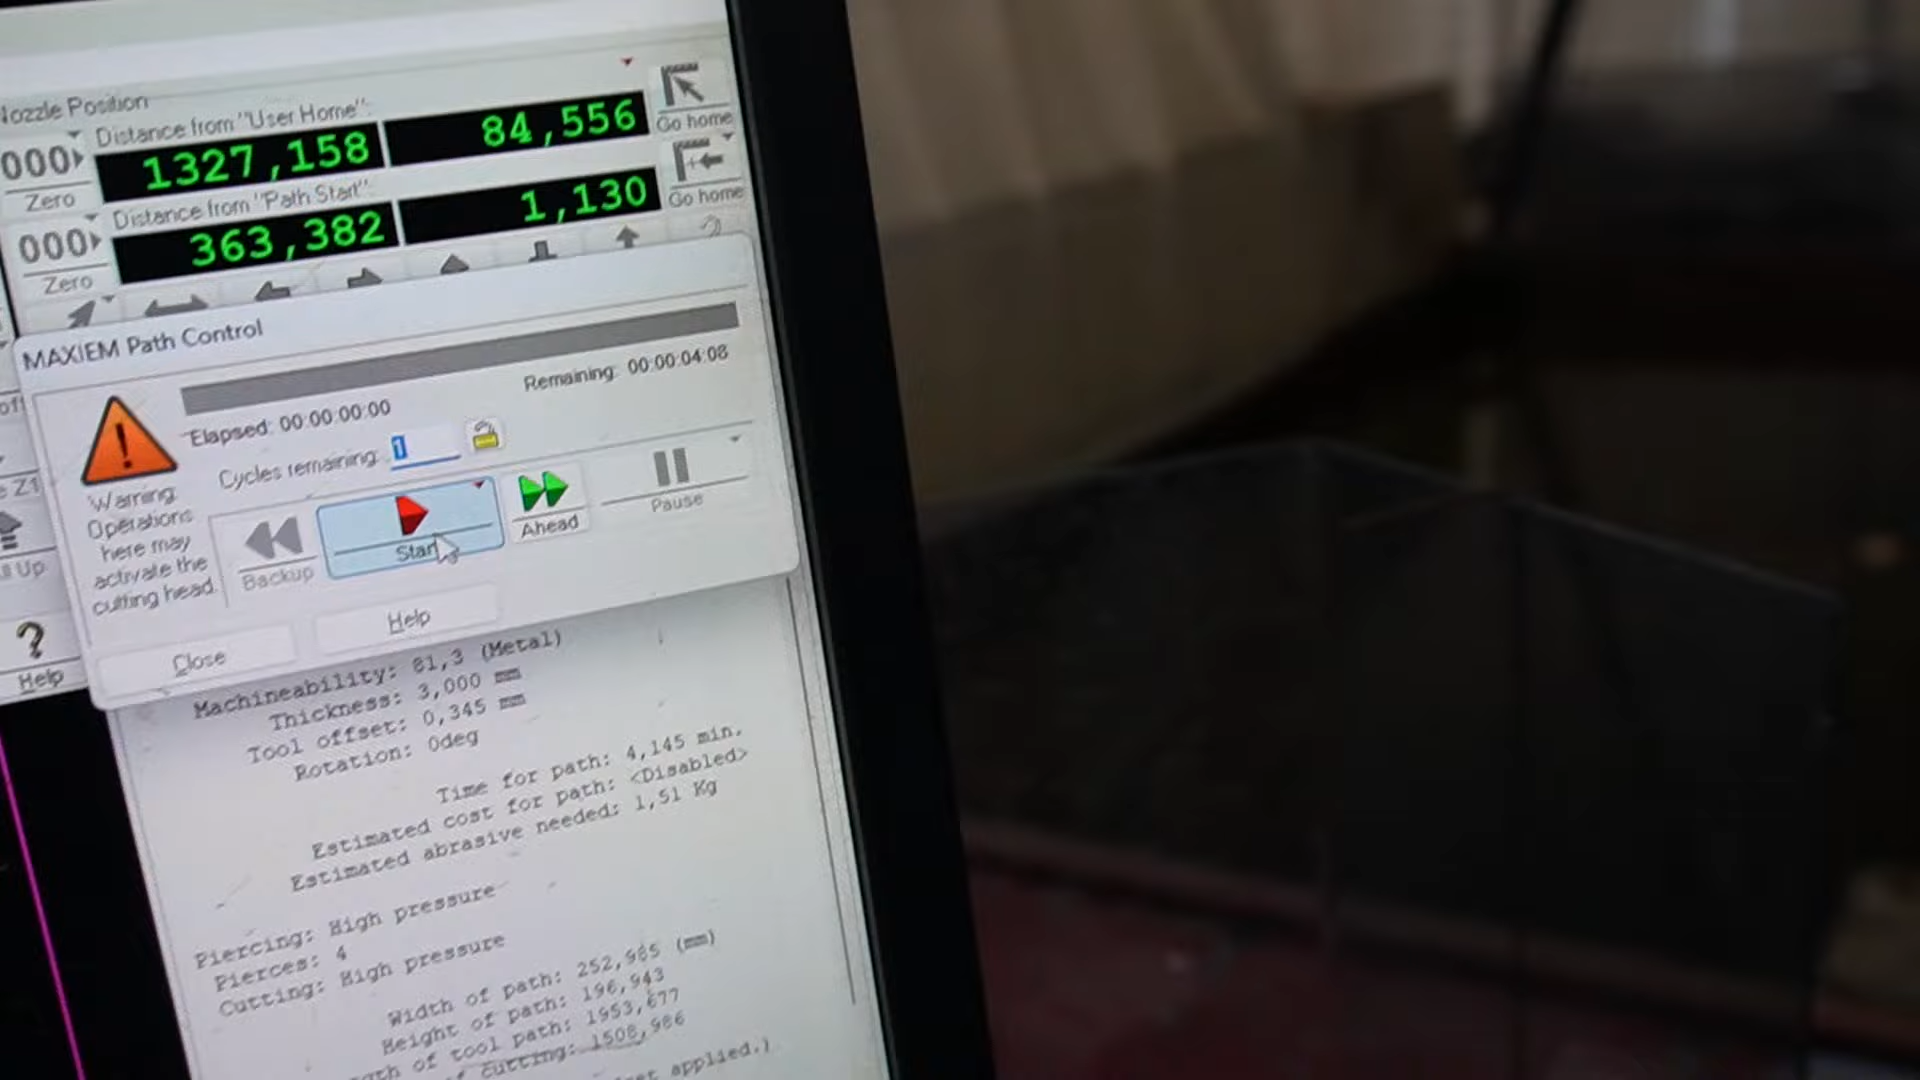 Nozzle Position
Distance from "User Home":
1327,158
84,556
Go home
000
Zero
Distance from "Path Start":
363,382
1,130
Go home
000
Zero
MAXIEM Path Control
Elapsed: 00:00:00:00
Remaining: 00:00:04:08
Cycles remaining: 1
Warning:
Operations
here may
activate the
cutting head.
Backup
Start
Ahead
Pause
Close
Help
Z1
Up
Help
Machineability: 81,3 (Metal)
Thickness: 3,000 mm
Tool offset: 0,345 mm
Rotation: 0deg
Time for path: 4,145 min.
Estimated cost for path: <Disabled>
Estimated abrasive needed: 1,51 Kg
Piercing: High pressure
Pierces: 4
Cutting: High pressure
Width of path: 252,985 (mm)
Height of path: 196,943
of tool path: 1953,677
cutting: 1508,986
applied.)